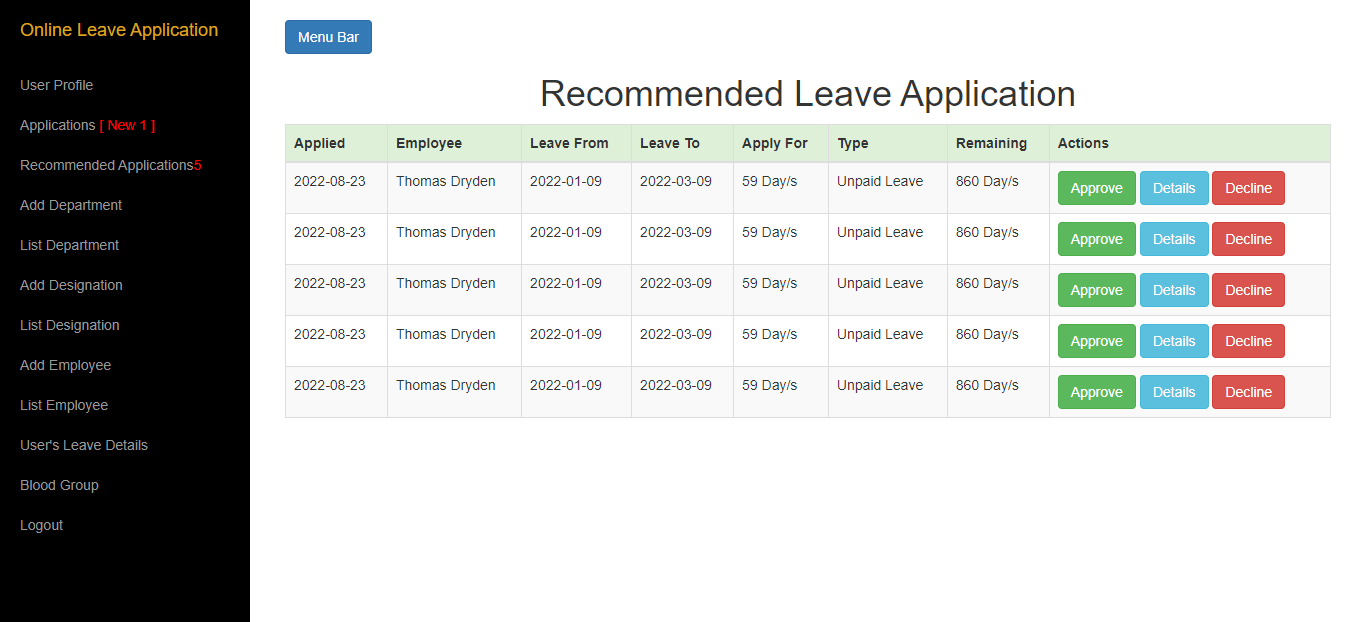 Online Leave Application
User Profile
Applications [ New 1 ]
Recommended Applications5
Add Department
List Department
Add Designation
List Designation
Add Employee
List Employee
User's Leave Details
Blood Group
Logout
Menu Bar
Recommended Leave Application
Applied Employee Leave From Leave To Apply For Type Remaining Actions
2022-08-23 Thomas Dryden 2022-01-09 2022-03-09 59 Day/s Unpaid Leave 860 Day/s Approve Details Decline
2022-08-23 Thomas Dryden 2022-01-09 2022-03-09 59 Day/s Unpaid Leave 860 Day/s Approve Details Decline
2022-08-23 Thomas Dryden 2022-01-09 2022-03-09 59 Day/s Unpaid Leave 860 Day/s Approve Details Decline
2022-08-23 Thomas Dryden 2022-01-09 2022-03-09 59 Day/s Unpaid Leave 860 Day/s Approve Details Decline
2022-08-23 Thomas Dryden 2022-01-09 2022-03-09 59 Day/s Unpaid Leave 860 Day/s Approve Details Decline